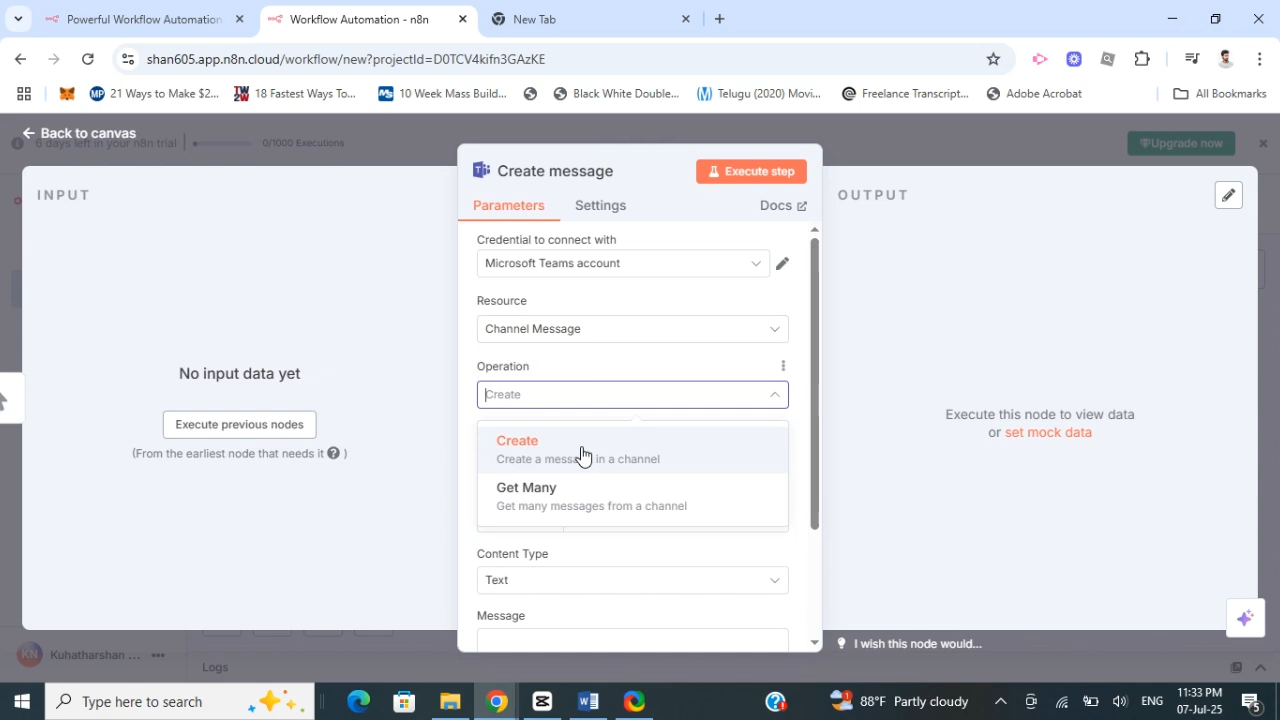 Powerful Workflow Automation
Workflow Automation - n8n
New Tab
shan605.app.n8n.cloud/workflow/new?projectId=D0TCV4kifn3GAzKE
21 Ways to Make $2...
18 Fastest Ways To...
10 Week Mass Build...
Black White Double...
Telugu (2020) Movi...
Freelance Transcript...
Adobe Acrobat
All Bookmarks
Back to canvas
6 days left in your n8n trial
0/1000 Executions
Upgrade now
INPUT
Create message
Execute step
OUTPUT
Parameters
Settings
Docs
Credential to connect with
Microsoft Teams account
Resource
Channel Message
Operation
Create
Create
Create a message in a channel
Get Many
Get many messages from a channel
Content Type
Text
Message
No input data yet
Execute previous nodes
(From the earliest node that needs it ?)
Execute this node to view data
or set mock data
I wish this node would...
KN
Kuhatharshan ...
Logs
Type here to search
88°F Partly cloudy
ENG
11:33 PM
07-Jul-25
5